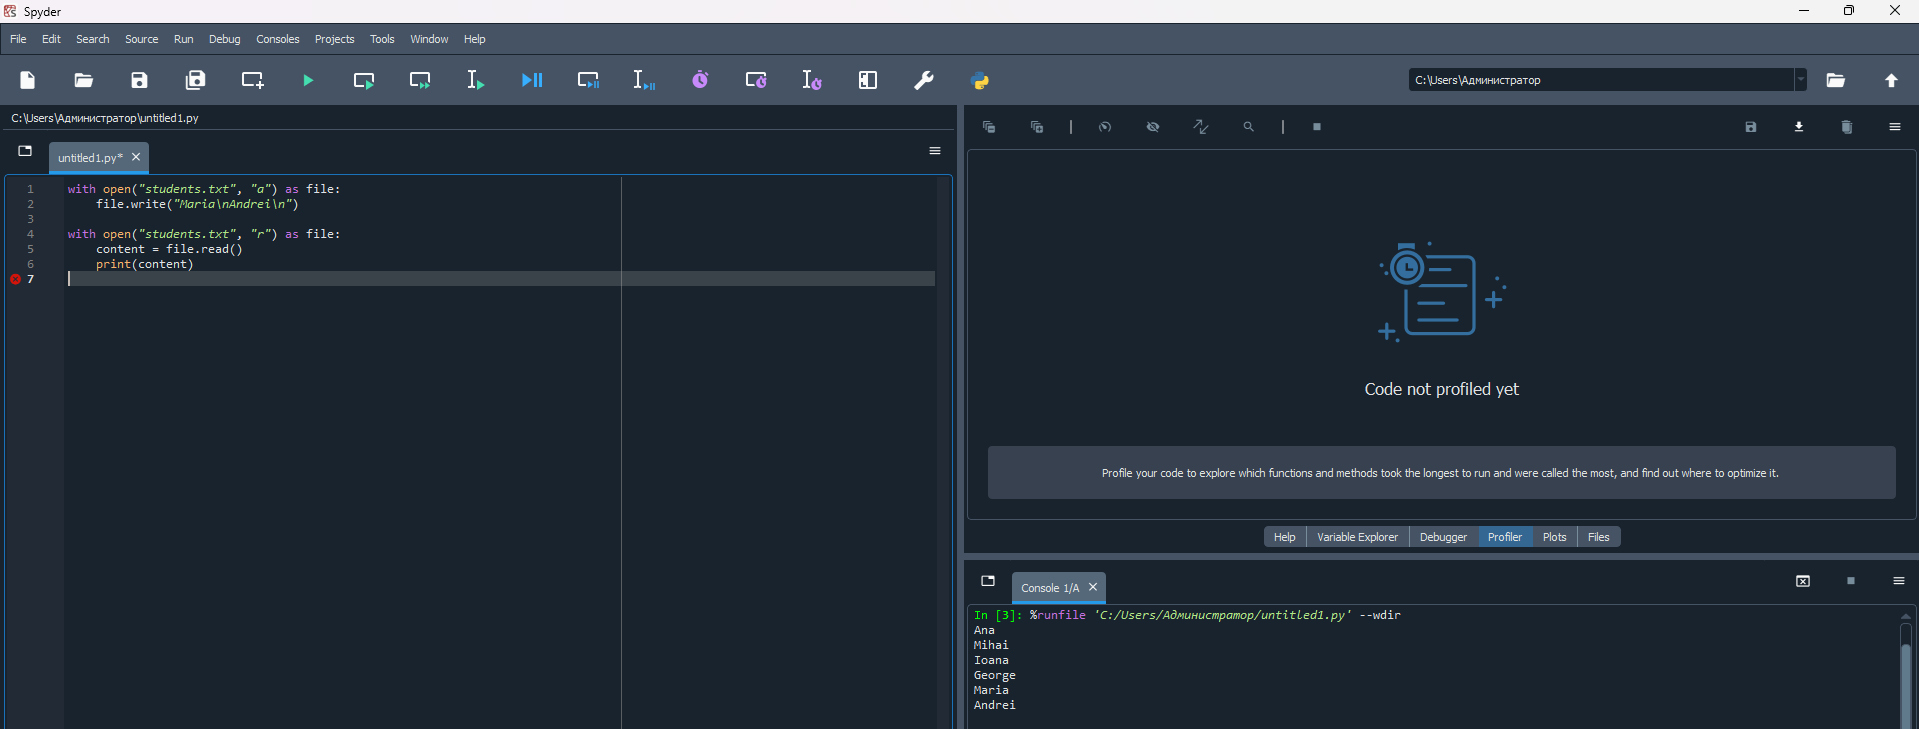 Spyder
File Edit Search Source Run Debug Consoles Projects Tools Window Help
C:\Users\Администратор
C:\Users\Администратор\untitled1.py
untitled1.py*
1 with open("students.txt", "a") as file:
2     file.write("Maria\nAndrei\n")
3
4 with open("students.txt", "r") as file:
5     content = file.read()
6     print(content)
7
Code not profiled yet
Profile your code to explore which functions and methods took the longest to run and were called the most, and find out where to optimize it.
Help Variable Explorer Debugger Profiler Plots Files
Console 1/A
In [3]: %runfile 'C:/Users/Администратор/untitled1.py' --wdir
Ana
Mihai
Ioana
George
Maria
Andrei